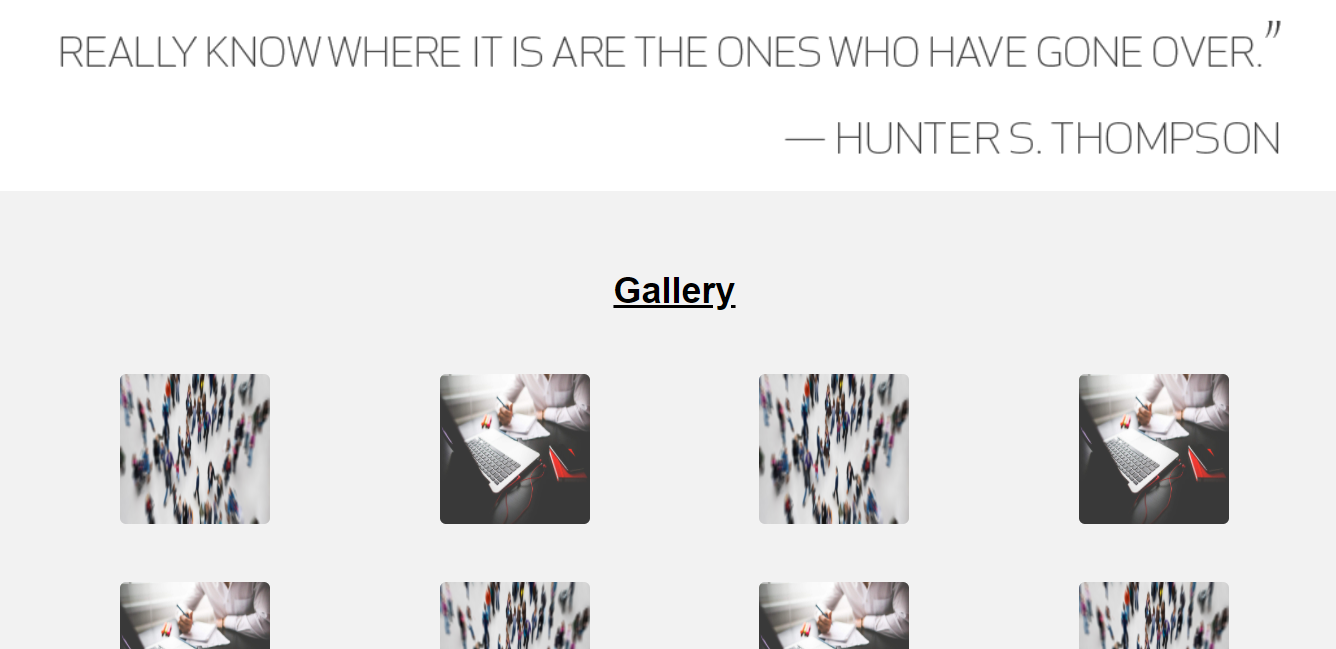 REALLY KNOW WHERE IT IS ARE THE ONES WHO HAVE GONE OVER.”
— HUNTER S. THOMPSON
Gallery